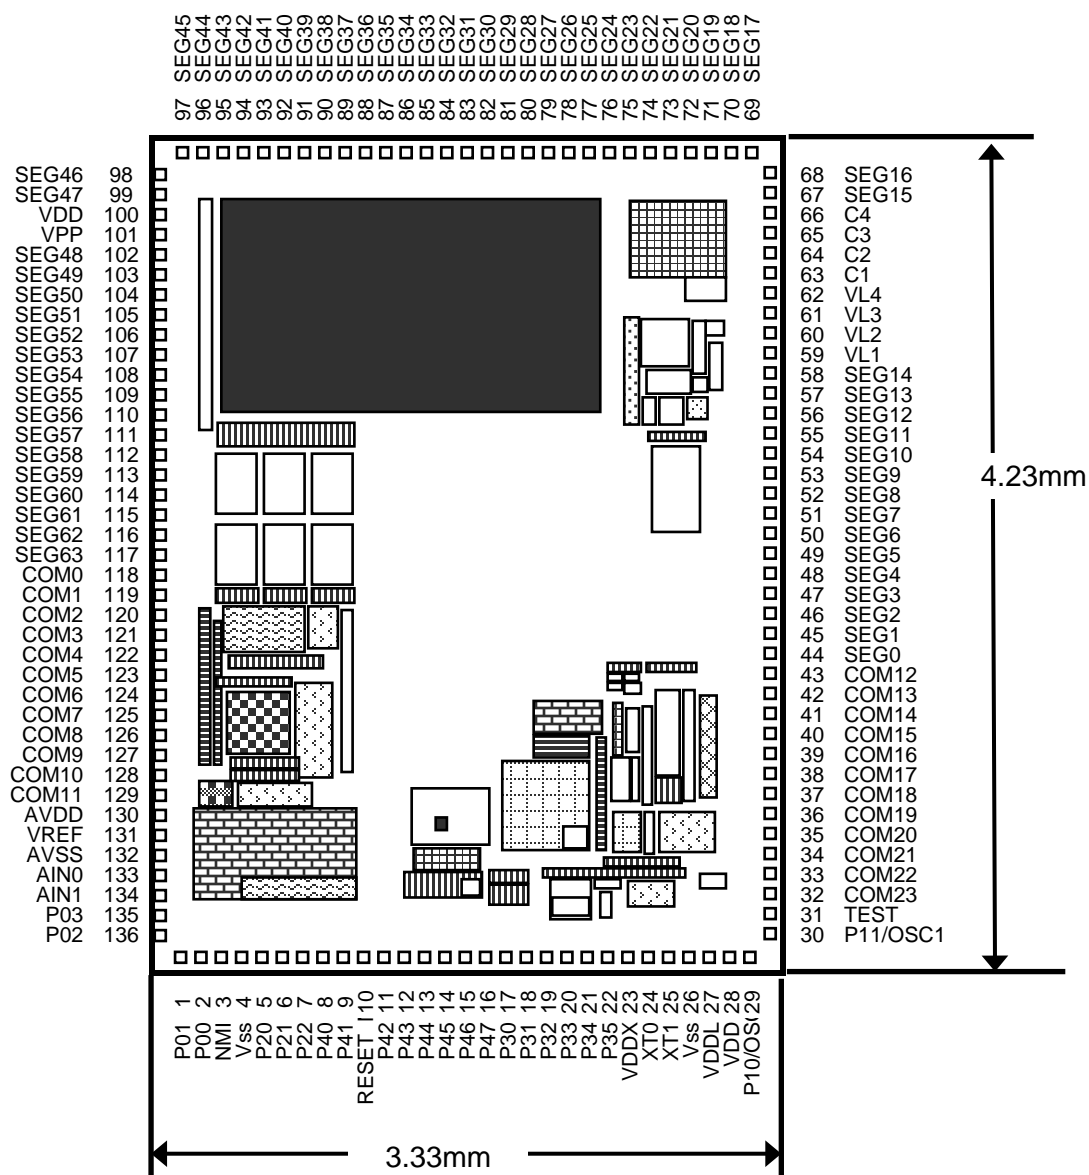 97 SEG45
96 SEG44
95 SEG43
94 SEG42
93 SEG41
92 SEG40
91 SEG39
90 SEG38
89 SEG37
88 SEG36
87 SEG35
86 SEG34
85 SEG33
84 SEG32
83 SEG31
82 SEG30
81 SEG29
80 SEG28
79 SEG27
78 SEG26
77 SEG25
76 SEG24
75 SEG23
74 SEG22
73 SEG21
72 SEG20
71 SEG19
70 SEG18
69 SEG17
SEG46 98
SEG47 99
VDD 100
VPP 101
SEG48 102
SEG49 103
SEG50 104
SEG51 105
SEG52 106
SEG53 107
SEG54 108
SEG55 109
SEG56 110
SEG57 111
SEG58 112
SEG59 113
SEG60 114
SEG61 115
SEG62 116
SEG63 117
COM0 118
COM1 119
COM2 120
COM3 121
COM4 122
COM5 123
COM6 124
COM7 125
COM8 126
COM9 127
COM10 128
COM11 129
AVDD 130
VREF 131
AVSS 132
AIN0 133
AIN1 134
P03 135
P02 136
68 SEG16
67 SEG15
66 C4
65 C3
64 C2
63 C1
62 VL4
61 VL3
60 VL2
59 VL1
58 SEG14
57 SEG13
56 SEG12
55 SEG11
54 SEG10
53 SEG9
52 SEG8
51 SEG7
50 SEG6
49 SEG5
48 SEG4
47 SEG3
46 SEG2
45 SEG1
44 SEG0
43 COM12
42 COM13
41 COM14
40 COM15
39 COM16
38 COM17
37 COM18
36 COM19
35 COM20
34 COM21
33 COM22
32 COM23
31 TEST
30 P11/OSC1
4.23mm
P01 1
P00 2
NMI 3
Vss 4
P20 5
P21 6
P22 7
P40 8
P41 9
RESET 10
P42 11
P43 12
P44 13
P45 14
P46 15
P47 16
P30 17
P31 18
P32 19
P33 20
P34 21
P35 22
VDDX 23
XT0 24
XT1 25
Vss 26
VDDL 27
VDD 28
P10/OS 29
3.33mm